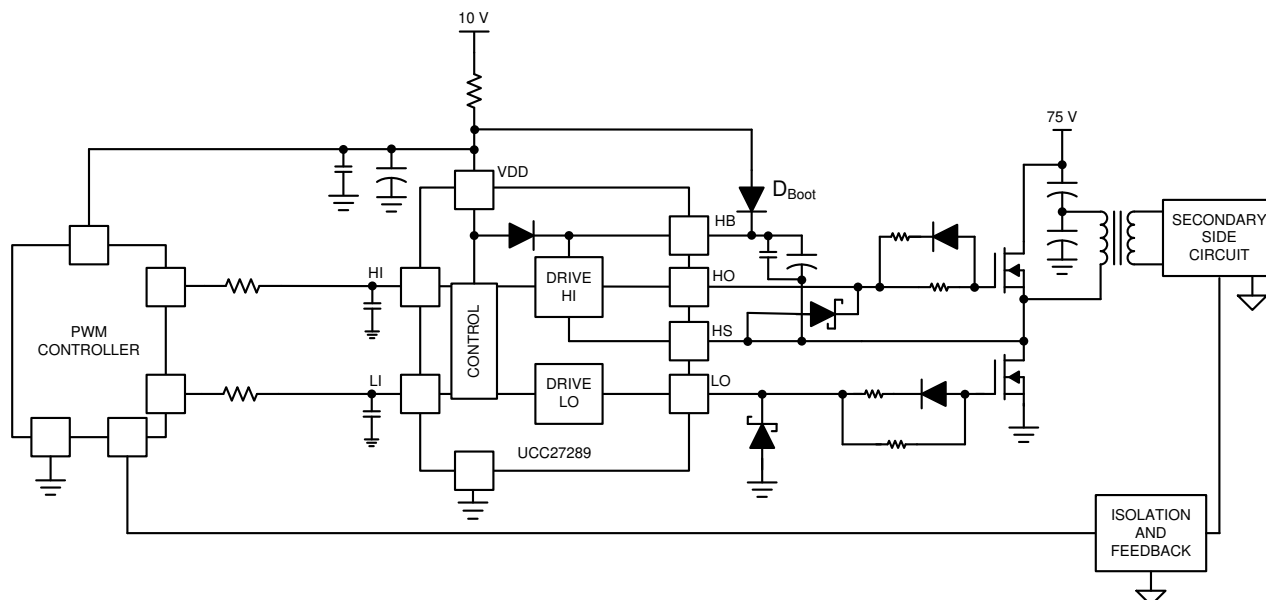 10 V
75 V
VDD
D_Boot
HB
SECONDARY
SIDE
CIRCUIT
HI
DRIVE
HI
HO
PWM
CONTROLLER
CONTROL
HS
LI
DRIVE
LO
LO
UCC27289
ISOLATION
AND
FEEDBACK